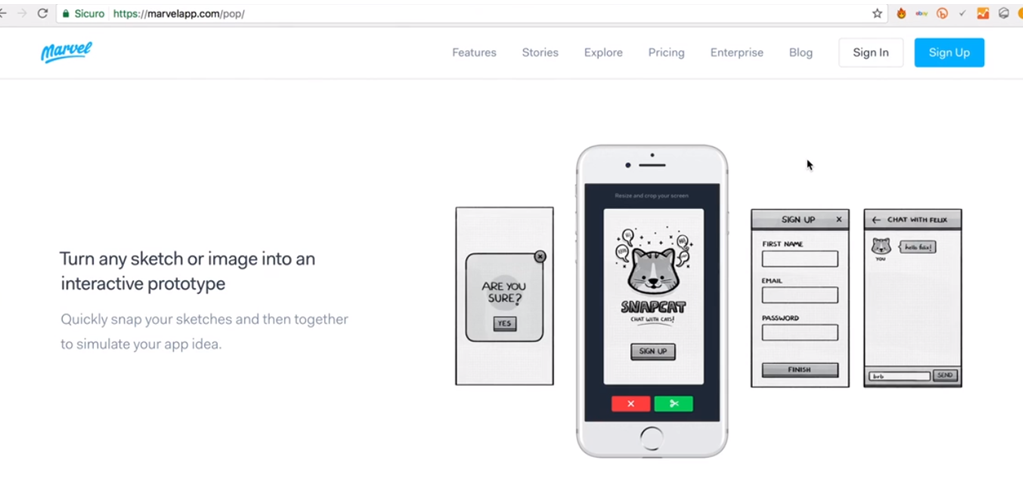 Sicuro https://marvelapp.com/pop/
Marvel
Features Stories Explore Pricing Enterprise Blog Sign In Sign Up
Turn any sketch or image into an
interactive prototype
Quickly snap your sketches and then together
to simulate your app idea.
ARE YOU
SURE?
YES
Resize and crop your screen
SNAPCAT
CHAT WITH CATS!
SIGN UP
SIGN UP X
FIRST NAME
EMAIL
PASSWORD
FINISH
CHAT WITH FELIX
YOU
SEND
ebay